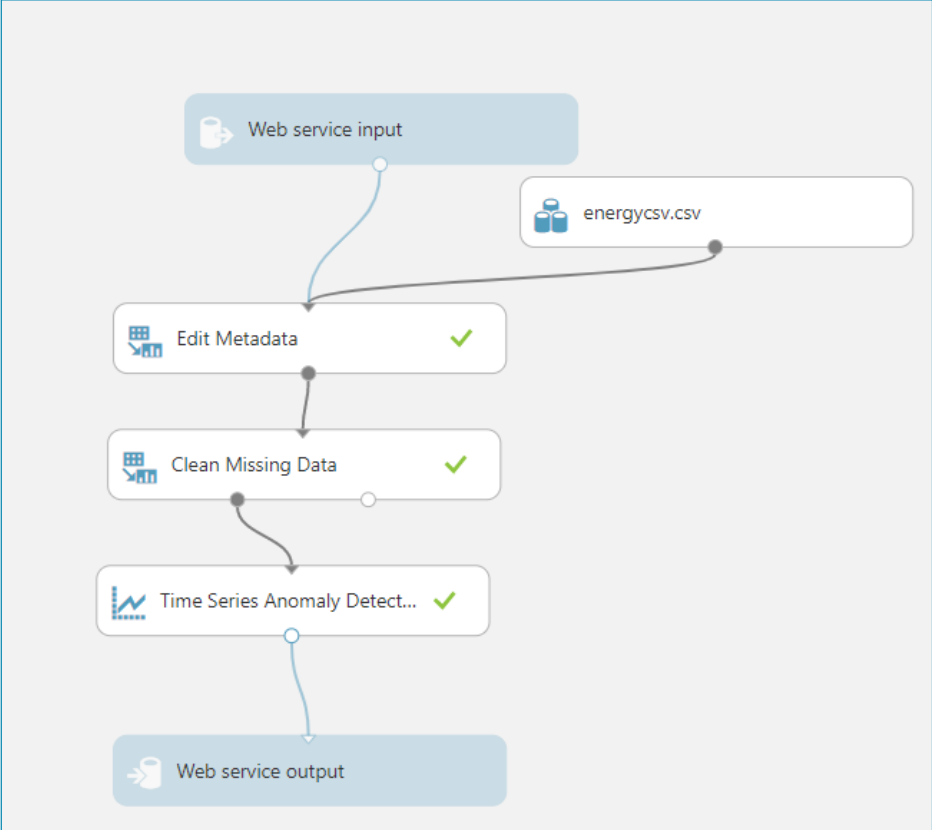 Web service input
energycsv.csv
Edit Metadata
Clean Missing Data
Time Series Anomaly Detect...
Web service output